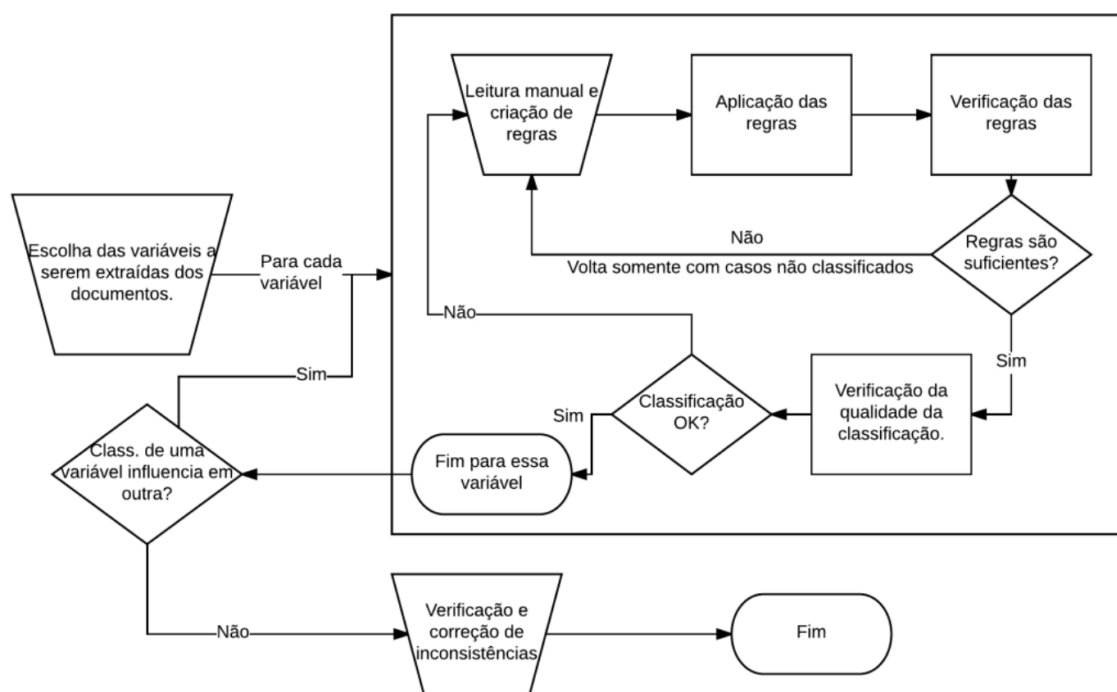 Leitura manual e
criação de
regras
Aplicação das
regras
Verificação das
regras
Escolha das variáveis a
serem extraídas dos
documentos.
Para cada
variável
Não
Volta somente com casos não classificados
Regras são
suficientes?
Não
Sim
Sim
Verificação da
qualidade da
classificação.
Classificação
OK?
Sim
Fim para essa
variável
Class. de uma
variável influencia em
outra?
Não
Verificação e
correção de
inconsistências
Fim